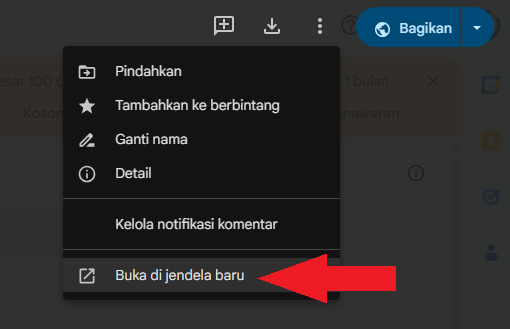 Bagikan
esar 100 G
1 bulan.
Pindahkan
Tambahkan ke berbintang
Koson
nawaran
Ganti nama
Detail
Kelola notifikasi komentar
Buka di jendela baru